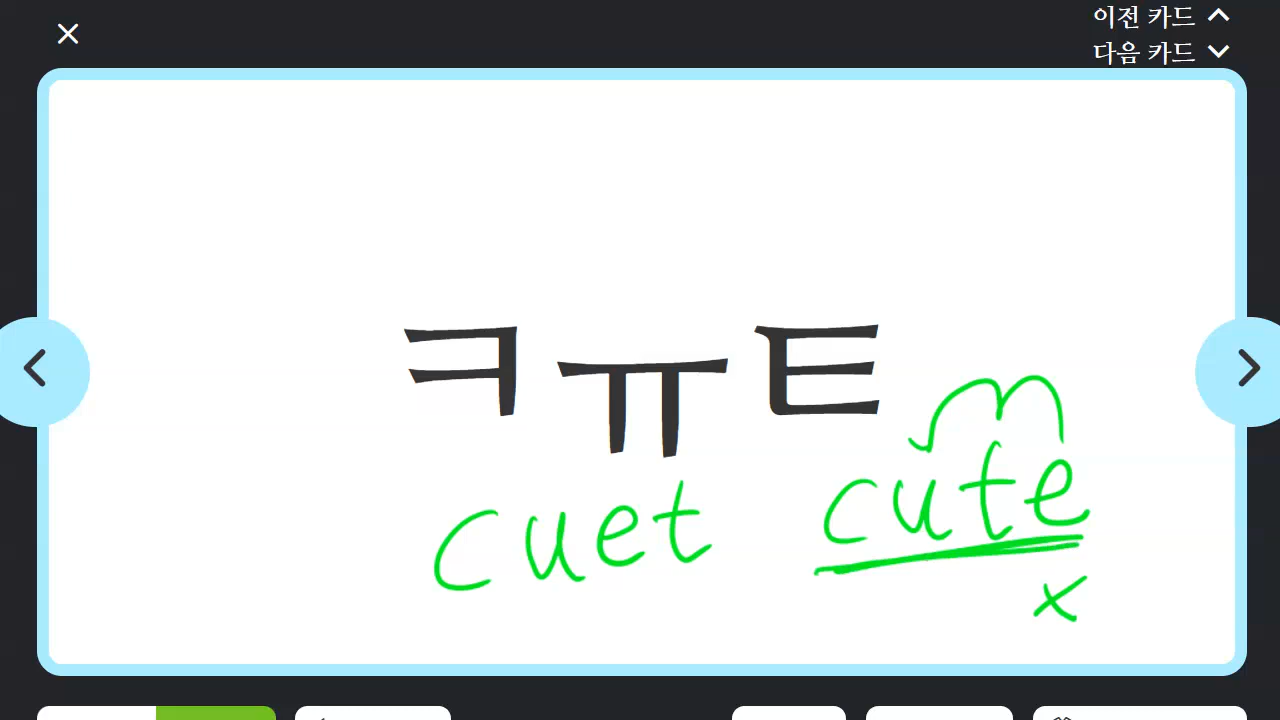 이전 카드
다음 카드
ㅋㅠㅌ
cuet cute
x